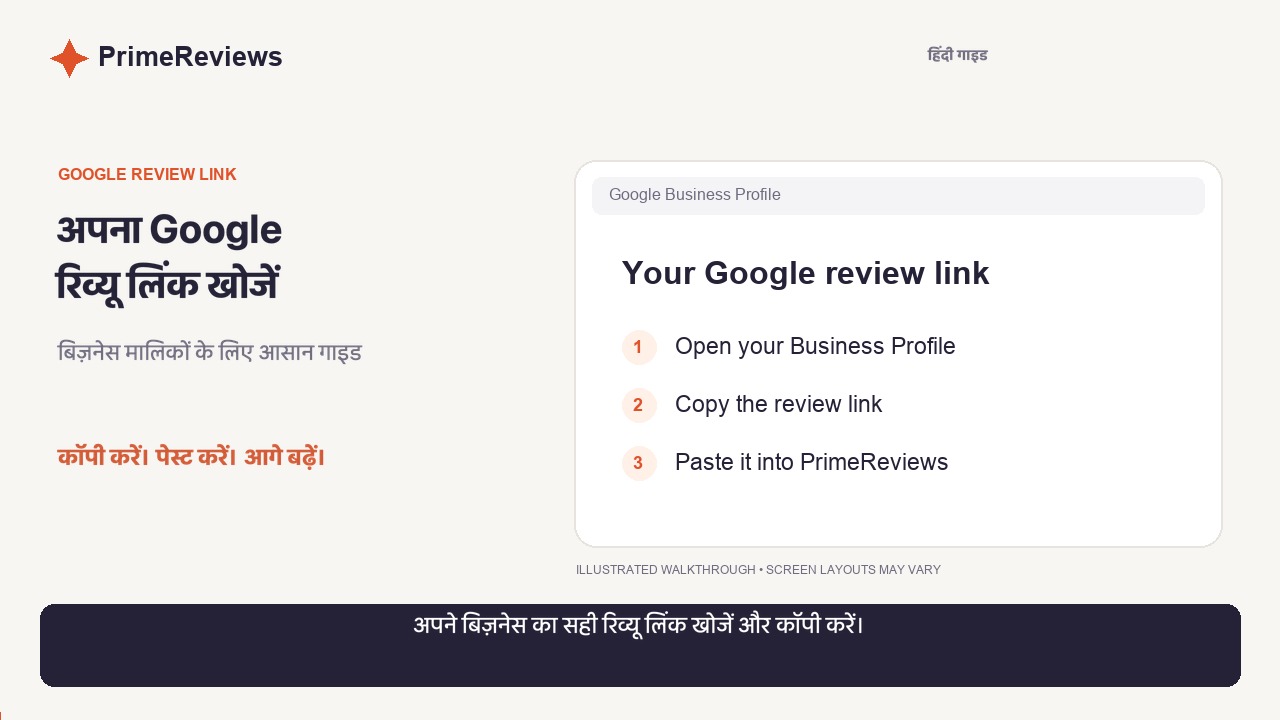 PrimeReviews
हिंदी गाइड
GOOGLE REVIEW LINK
अपना Google
रिव्यू लिंक खोजें
बिज़नेस मालिकों के लिए आसान गाइड
कॉपी करें। पेस्ट करें। आगे बढ़ें।
Google Business Profile
Your Google review link
1 Open your Business Profile
2 Copy the review link
3 Paste it into PrimeReviews
ILLUSTRATED WALKTHROUGH • SCREEN LAYOUTS MAY VARY
अपने बिज़नेस का सही रिव्यू लिंक खोजें और कॉपी करें।